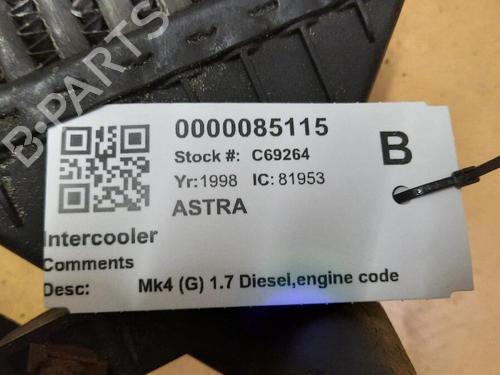 B-PARTS
0000085115
Stock #: C69264
B
Yr:1998 IC: 81953
ASTRA
Intercooler
Comments
Desc: Mk4 (G) 1.7 Diesel,engine code